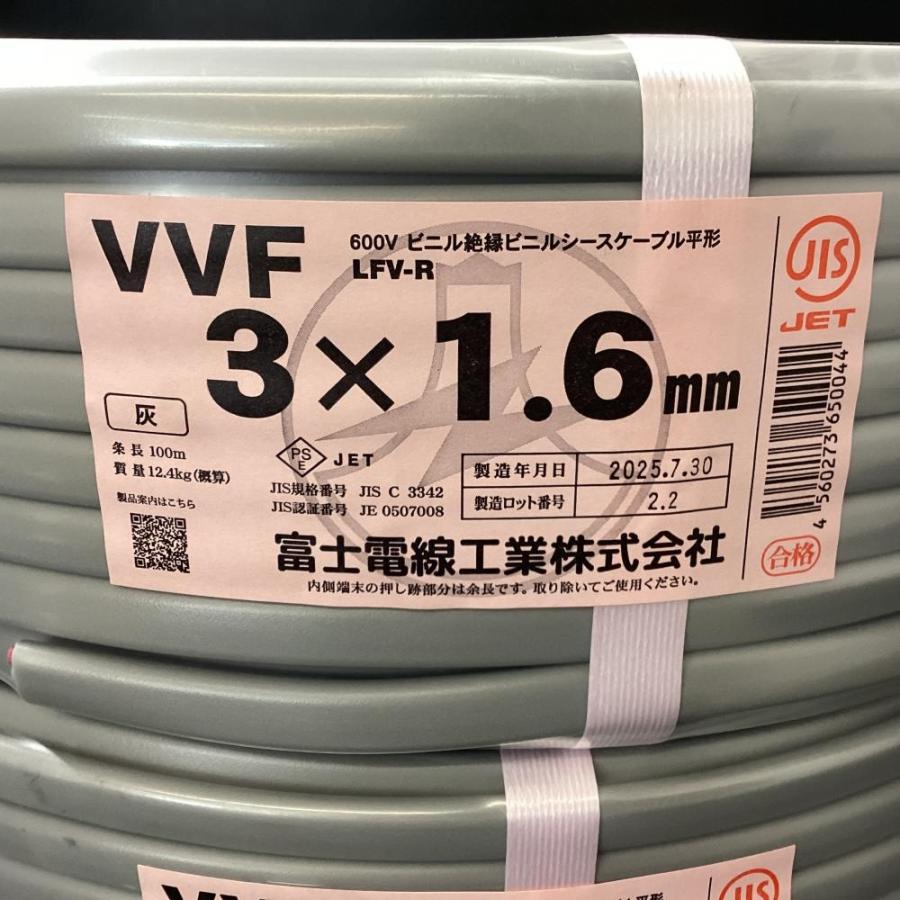 VVF
600V ビニル絶縁ビニルシースケーブル平形
LFV-R
3×1.6mm
灰
条長 100m
質量 12.4kg(概算)
製品案内はこちら
PS
E
JET
JIS規格番号 JIS C 3342
JIS認証番号 JE 0507008
製造年月日 2025.7.30
製造ロット番号 2.2
富士電線工業株式会社
内側端末の押し跡部分は余長です。取り除いてご使用ください。
JIS
JET
4560273650044
合格
VVF
JIS